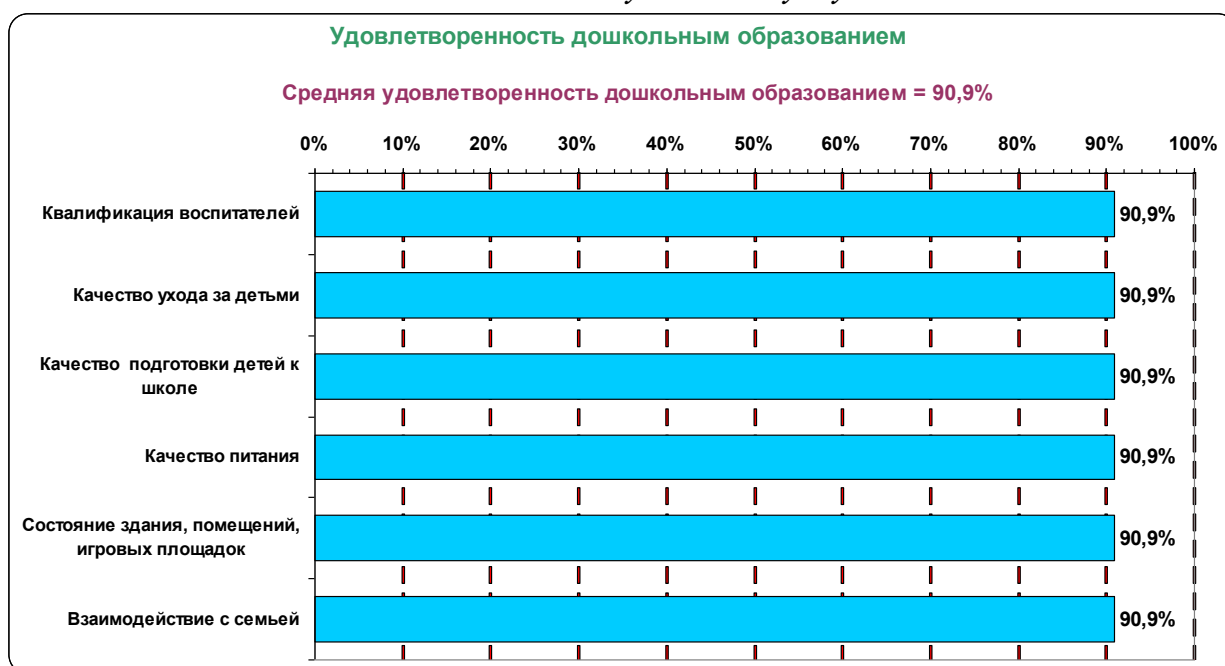 Удовлетворенность дошкольным образованием
Средняя удовлетворенность дошкольным образованием = 90,9%
0% 10% 20% 30% 40% 50% 60% 70% 80% 90% 100%
Квалификация воспитателей 90,9%
Качество ухода за детьми 90,9%
Качество подготовки детей к
школе 90,9%
Качество питания 90,9%
Состояние здания, помещений,
игровых площадок 90,9%
Взаимодействие с семьей 90,9%